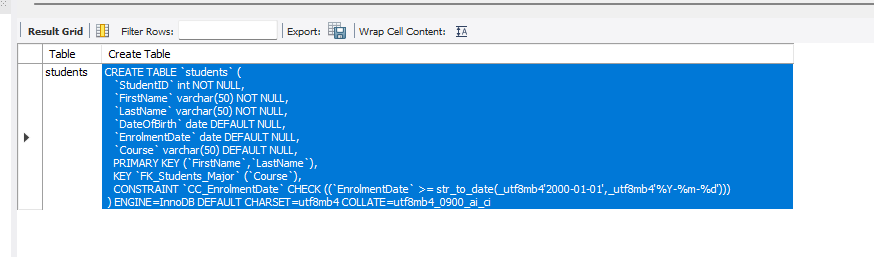 Result Grid Filter Rows: Export: Wrap Cell Content:
Table Create Table
students CREATE TABLE `students` (
`StudentID` int NOT NULL,
`FirstName` varchar(50) NOT NULL,
`LastName` varchar(50) NOT NULL,
`DateOfBirth` date DEFAULT NULL,
`EnrolmentDate` date DEFAULT NULL,
`Course` varchar(50) DEFAULT NULL,
PRIMARY KEY (`FirstName`,`LastName`),
KEY `FK_Students_Major` (`Course`),
CONSTRAINT `CC_EnrolmentDate` CHECK ((`EnrolmentDate` >= str_to_date(_utf8mb4'2000-01-01',_utf8mb4'%Y-%m-%d')))
) ENGINE=InnoDB DEFAULT CHARSET=utf8mb4 COLLATE=utf8mb4_0900_ai_ci